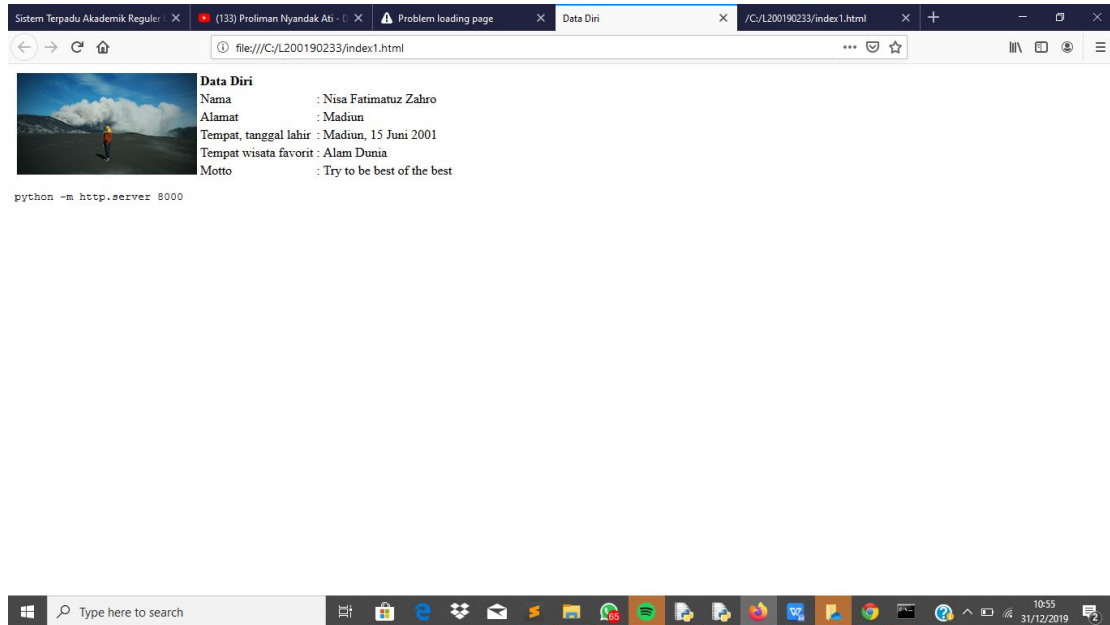 Sistem Terpadu Akademik Reguler
(133) Proliman Nyandak Ati -
Problem loading page
Data Diri
/C:/L200190233/index1.html
file:///C:/L200190233/index1.html
Data Diri
Nama : Nisa Fatimatuz Zahro
Alamat : Madiun
Tempat, tanggal lahir : Madiun, 15 Juni 2001
Tempat wisata favorit : Alam Dunia
Motto : Try to be best of the best
python -m http.server 8000
Type here to search
65
10:55
31/12/2019
2